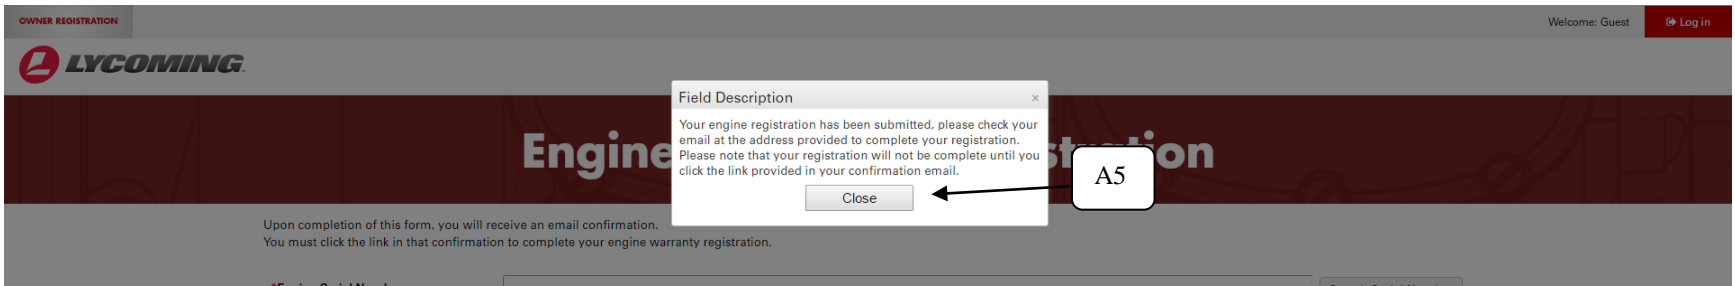 OWNER REGISTRATION
Welcome: Guest
Log in
LYCOMING
Field Description
×
Your engine registration has been submitted, please check your
email at the address provided to complete your registration.
Please note that your registration will not be complete until you
click the link provided in your confirmation email.
Close
A5
Engine
Upon completion of this form, you will receive an email confirmation.
You must click the link in that confirmation to complete your engine warranty registration.